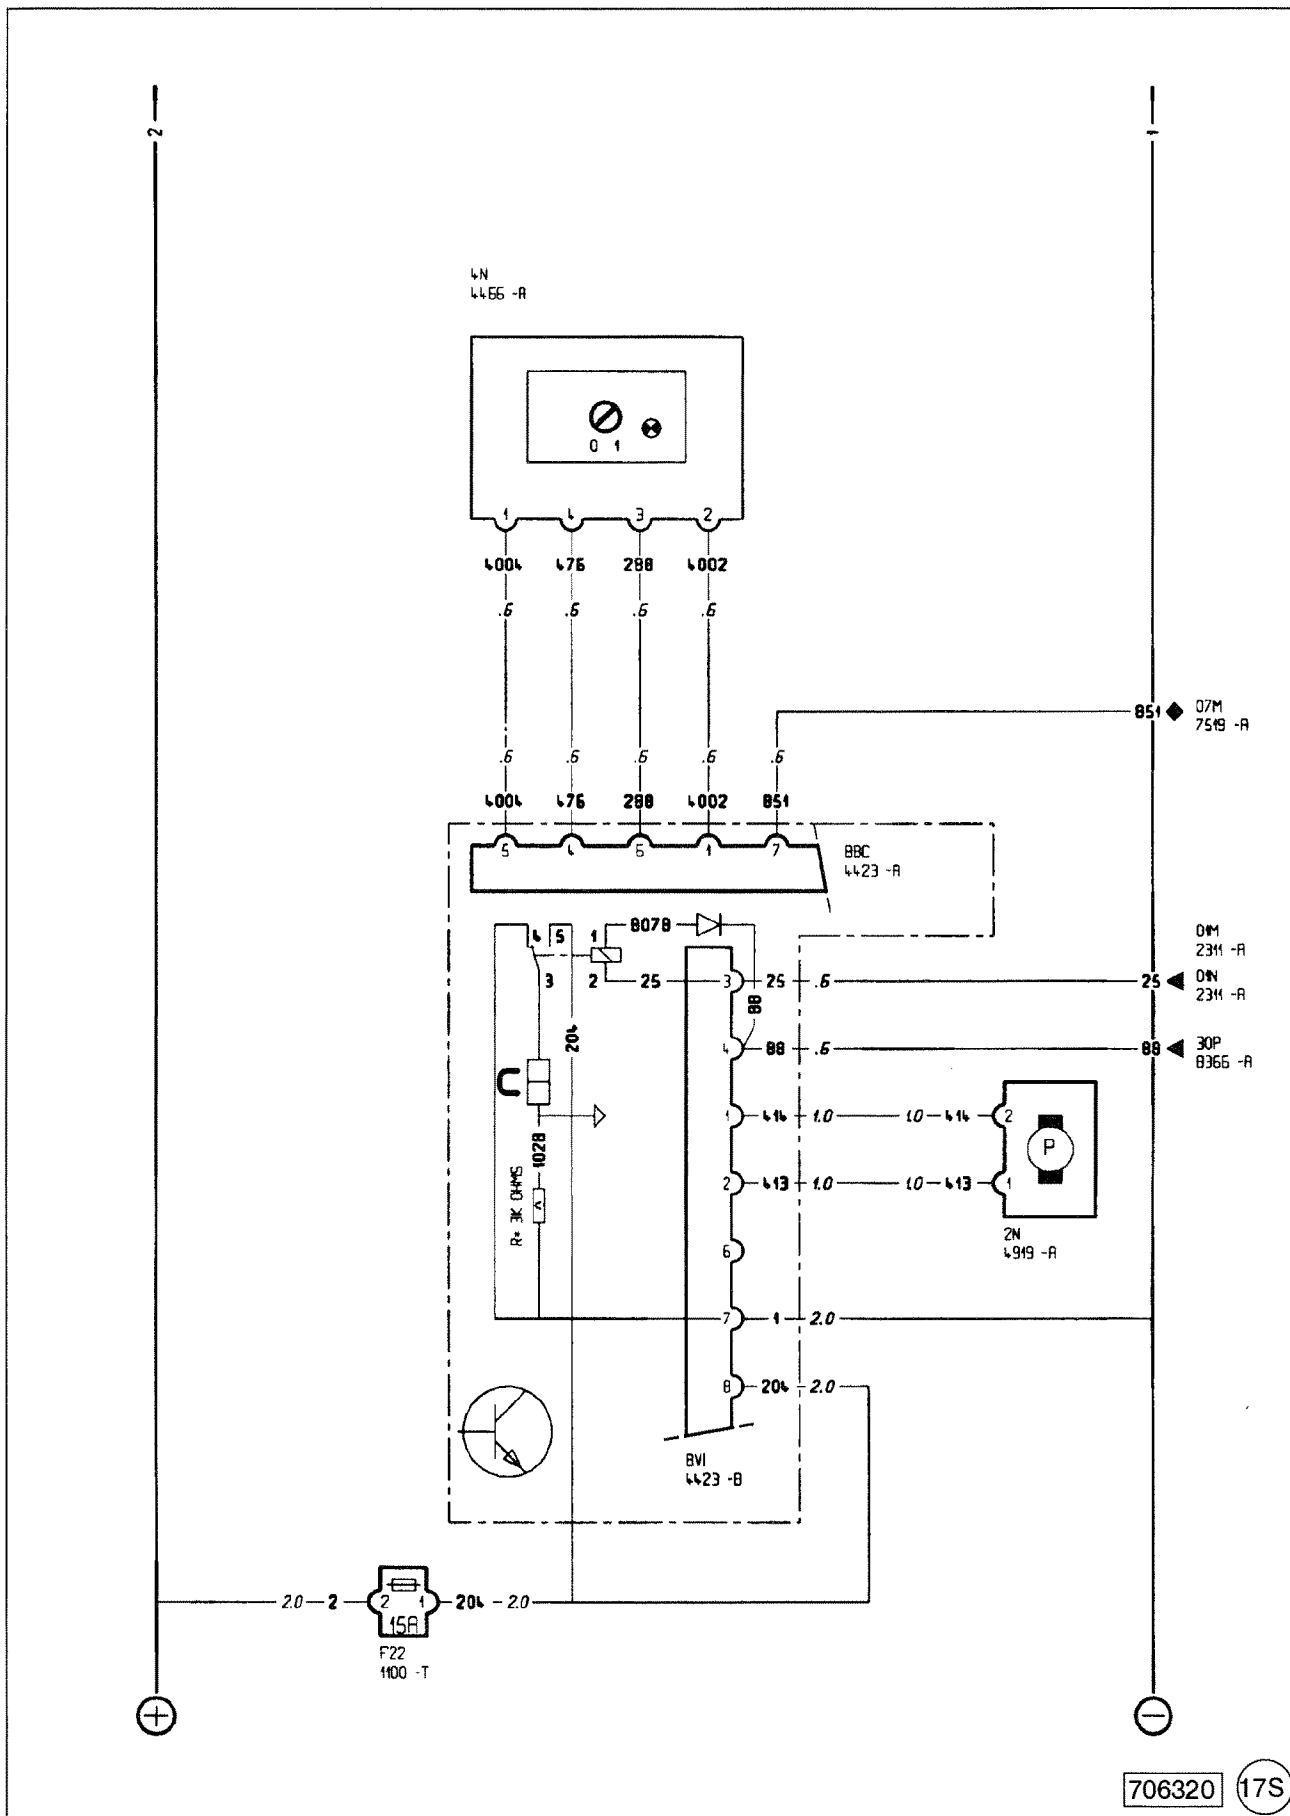 2
1
4N
4466 -A
0 1
1 4 3 2
4004 476 288 4002
.6 .6 .6 .6
851
07M
7519 -A
.6 .6 .6 .6 .6
4004 476 288 4002 851
5 4 6 1 7
BBC
4423 -A
4 5 1 8078
3 2 25 3 25 .6 25
01M
2311 -A
01N
2311 -A
88
204
4 88 .6 88
30P
8366 -A
1 414 1.0 1.0 414 2
P
1028
R= 3K OHMS
2 413 1.0 1.0 413 1
2N
4919 -A
6
7 1 2.0
8 204 2.0
BVI
4423 -B
2.0 2 2 1 204 2.0
15A
F22
1100 -T
+
−
706320 17S